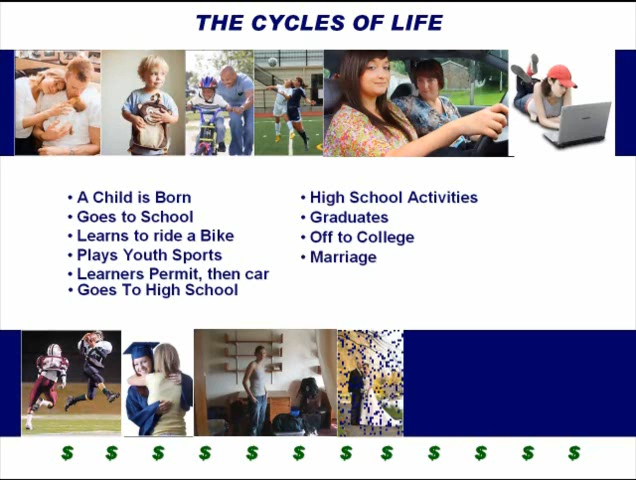 THE CYCLES OF LIFE
• A Child is Born
• Goes to School
• Learns to ride a Bike
• Plays Youth Sports
• Learners Permit, then car
• Goes To High School
• High School Activities
• Graduates
• Off to College
• Marriage
$ $ $ $ $ $ $ $ $ $ $ $